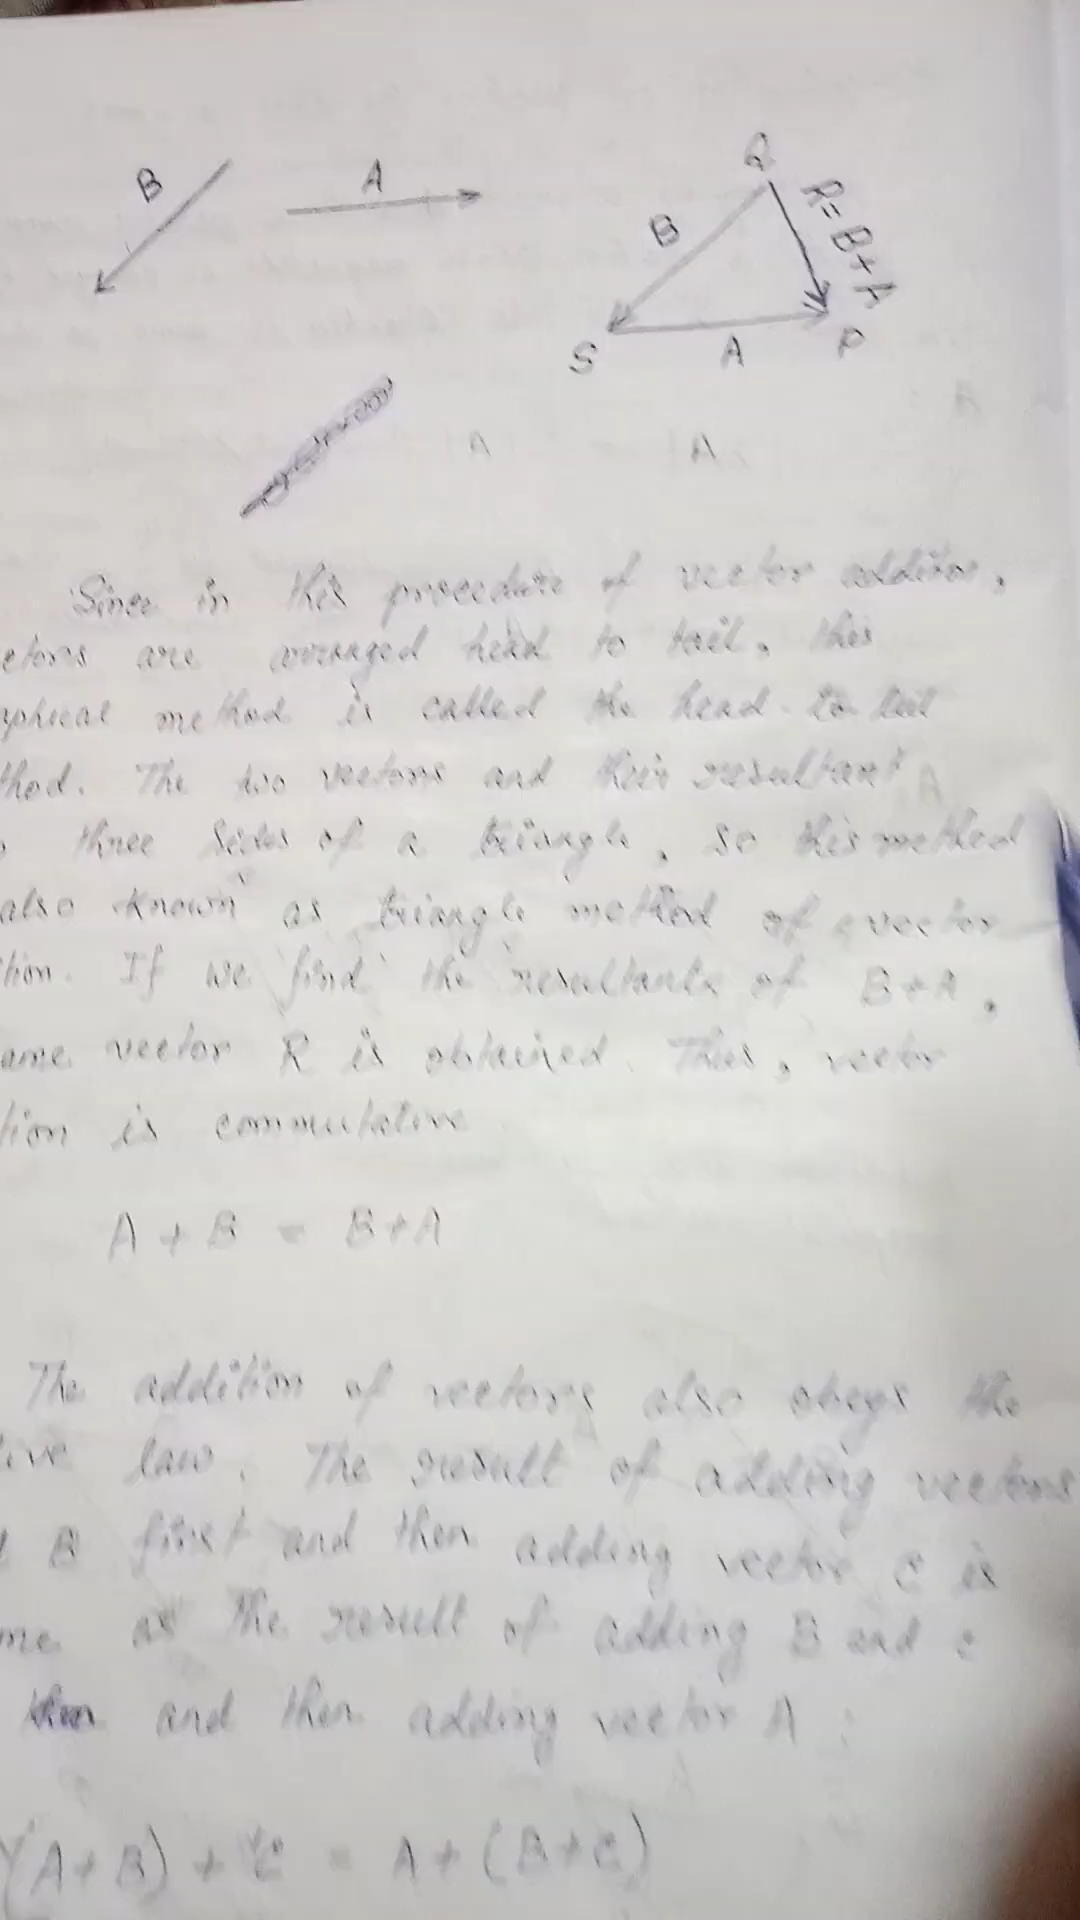 B
A
Q
B
R = B + A
S
A
P
Since in this procedure of vector addition,
ectors are arranged head to tail, this
aphical method is called the head-to tail
thod. The two vectors and their resultant
three sides of a triangle, so this method
also known as triangle method of vector
tion. If we find the resultants of B+A,
ame vector R is obtained. Thus, vector
tion is commutative
A + B = B+A
The addition of vectors also obeys the
tive law. The result of adding vectors
B first and then adding vector C is
me as the result of adding B and c
and then adding vector A :
(A+B) + C = A+(B+C)